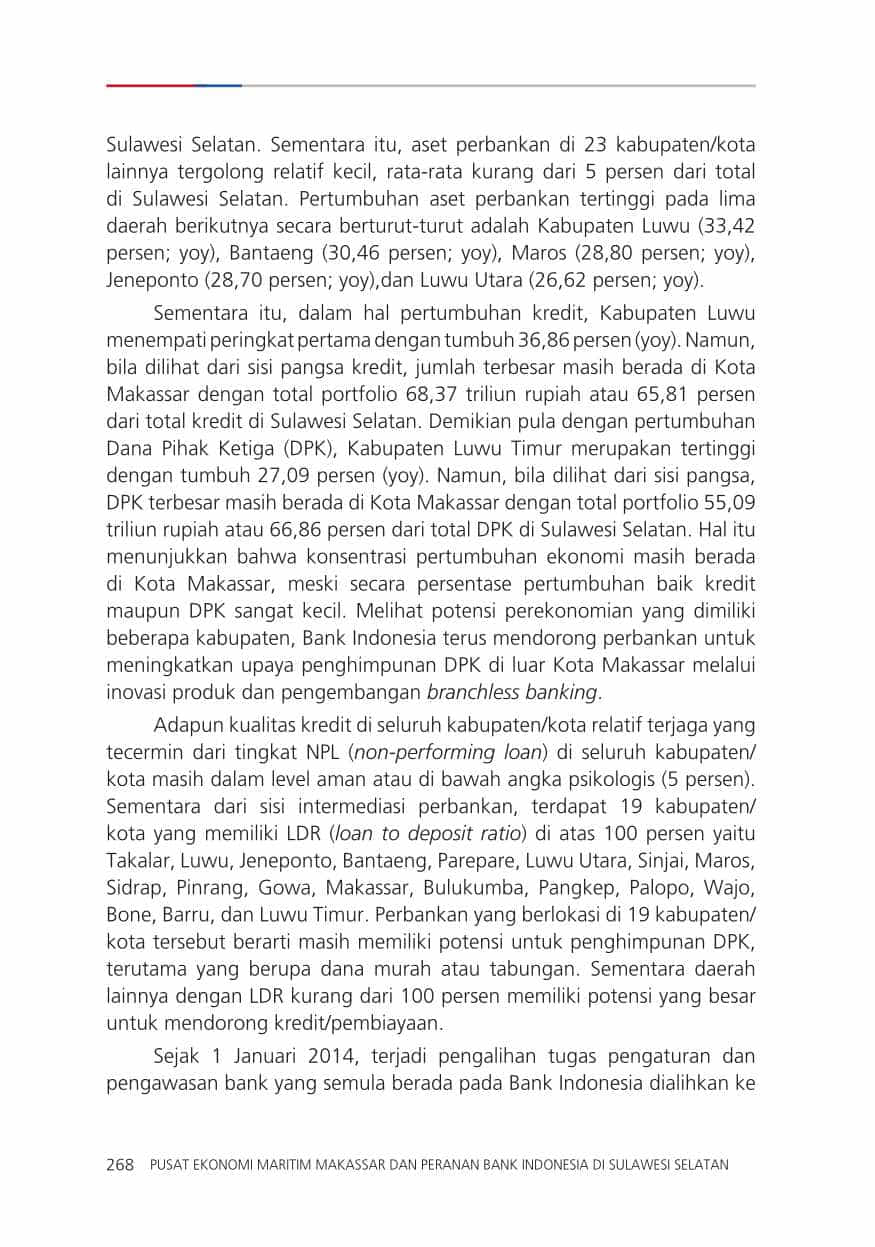 Sulawesi Selatan. Sementara itu, aset perbankan di 23 kabupaten/kota
lainnya tergolong relatif kecil, rata-rata kurang dari 5 persen dari total
di Sulawesi Selatan. Pertumbuhan aset perbankan tertinggi pada lima
daerah berikutnya secara berturut-turut adalah Kabupaten Luwu (33,42
persen; yoy), Bantaeng (30,46 persen; yoy), Maros (28,80 persen; yoy),
Jeneponto (28,70 persen; yoy),dan Luwu Utara (26,62 persen; yoy).
Sementara itu, dalam hal pertumbuhan kredit, Kabupaten Luwu
menempati peringkat pertama dengan tumbuh 36,86 persen (yoy). Namun,
bila dilihat dari sisi pangsa kredit, jumlah terbesar masih berada di Kota
Makassar dengan total portfolio 68,37 triliun rupiah atau 65,81 persen
dari total kredit di Sulawesi Selatan. Demikian pula dengan pertumbuhan
Dana Pihak Ketiga (DPK), Kabupaten Luwu Timur merupakan tertinggi
dengan tumbuh 27,09 persen (yoy). Namun, bila dilihat dari sisi pangsa,
DPK terbesar masih berada di Kota Makassar dengan total portfolio 55,09
triliun rupiah atau 66,86 persen dari total DPK di Sulawesi Selatan. Hal itu
menunjukkan bahwa konsentrasi pertumbuhan ekonomi masih berada
di Kota Makassar, meski secara persentase pertumbuhan baik kredit
maupun DPK sangat kecil. Melihat potensi perekonomian yang dimiliki
beberapa kabupaten, Bank Indonesia terus mendorong perbankan untuk
meningkatkan upaya penghimpunan DPK di luar Kota Makassar melalui
inovasi produk dan pengembangan branchless banking.
Adapun kualitas kredit di seluruh kabupaten/kota relatif terjaga yang
tecermin dari tingkat NPL (non-performing loan) di seluruh kabupaten/
kota masih dalam level aman atau di bawah angka psikologis (5 persen).
Sementara dari sisi intermediasi perbankan, terdapat 19 kabupaten/
kota yang memiliki LDR (loan to deposit ratio) di atas 100 persen yaitu
Takalar, Luwu, Jeneponto, Bantaeng, Parepare, Luwu Utara, Sinjai, Maros,
Sidrap, Pinrang, Gowa, Makassar, Bulukumba, Pangkep, Palopo, Wajo,
Bone, Barru, dan Luwu Timur. Perbankan yang berlokasi di 19 kabupaten/
kota tersebut berarti masih memiliki potensi untuk penghimpunan DPK,
terutama yang berupa dana murah atau tabungan. Sementara daerah
lainnya dengan LDR kurang dari 100 persen memiliki potensi yang besar
untuk mendorong kredit/pembiayaan.
Sejak 1 Januari 2014, terjadi pengalihan tugas pengaturan dan
pengawasan bank yang semula berada pada Bank Indonesia dialihkan ke
268 PUSAT EKONOMI MARITIM MAKASSAR DAN PERANAN BANK INDONESIA DI SULAWESI SELATAN